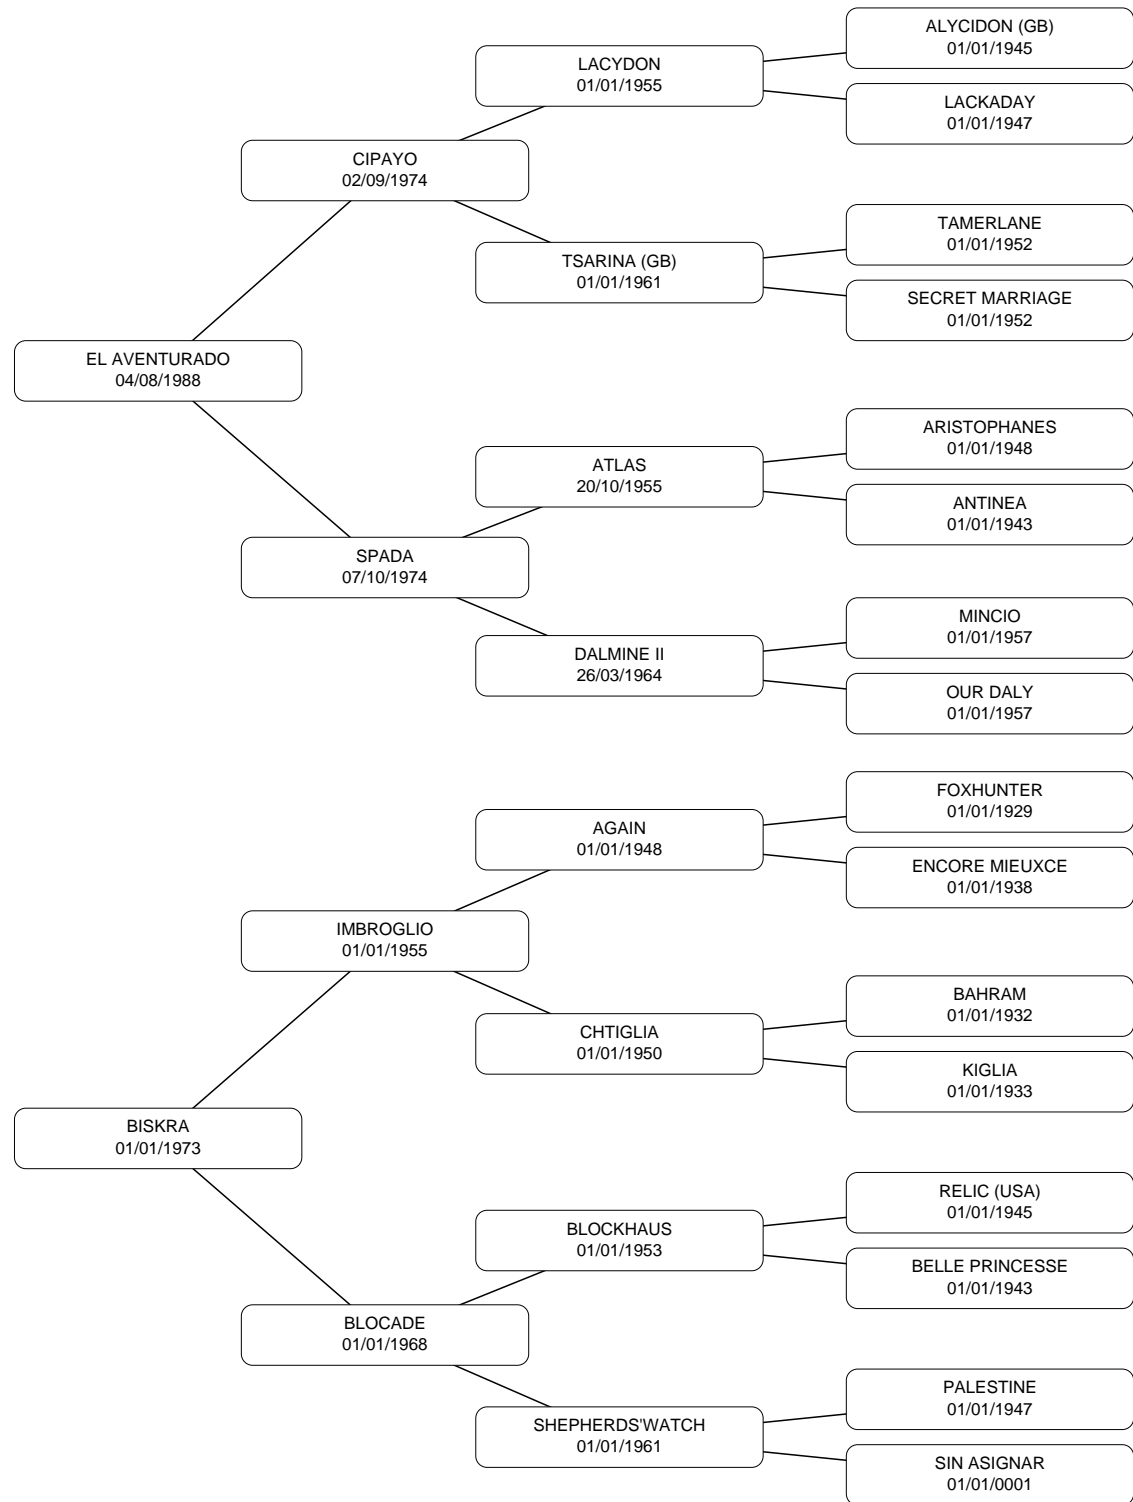 ALYCIDON (GB)
01/01/1945
LACYDON
01/01/1955
LACKADAY
01/01/1947
CIPAYO
02/09/1974
TAMERLANE
01/01/1952
TSARINA (GB)
01/01/1961
SECRET MARRIAGE
01/01/1952
EL AVENTURADO
04/08/1988
ARISTOPHANES
01/01/1948
ATLAS
20/10/1955
ANTINEA
01/01/1943
SPADA
07/10/1974
MINCIO
01/01/1957
DALMINE II
26/03/1964
OUR DALY
01/01/1957
FOXHUNTER
01/01/1929
AGAIN
01/01/1948
ENCORE MIEUXCE
01/01/1938
IMBROGLIO
01/01/1955
BAHRAM
01/01/1932
CHTIGLIA
01/01/1950
KIGLIA
01/01/1933
BISKRA
01/01/1973
RELIC (USA)
01/01/1945
BLOCKHAUS
01/01/1953
BELLE PRINCESSE
01/01/1943
BLOCADE
01/01/1968
PALESTINE
01/01/1947
SHEPHERDS'WATCH
01/01/1961
SIN ASIGNAR
01/01/0001